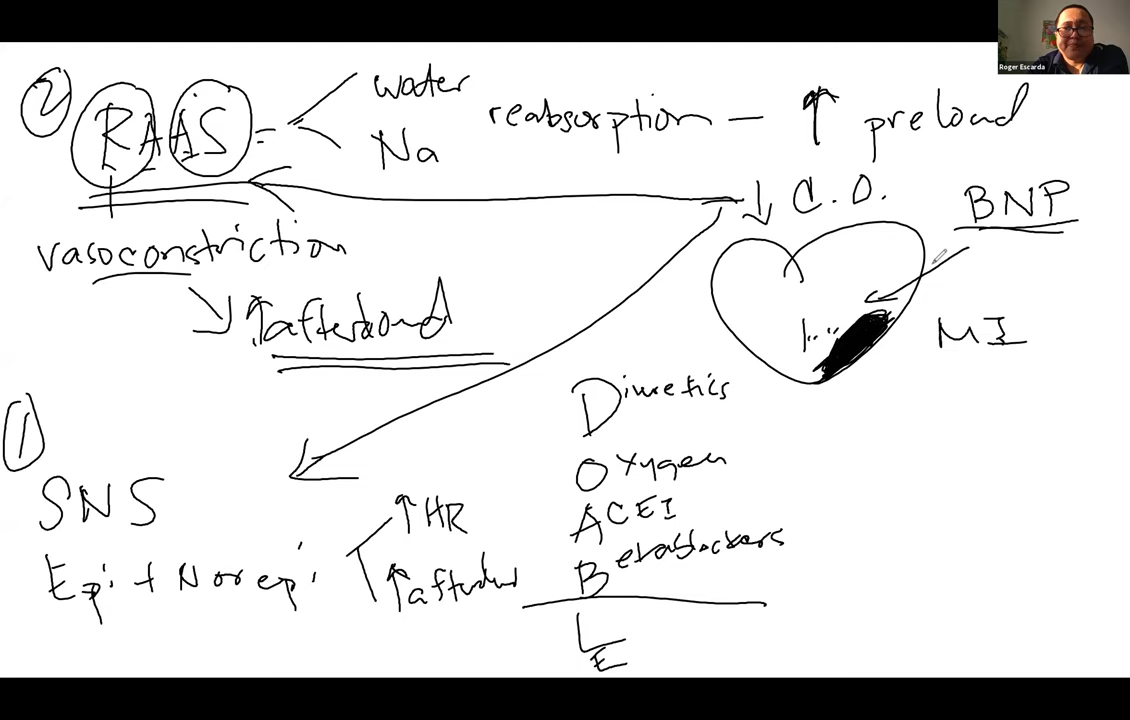 Roger Escarda
2 RAAS = water
Na
reabsorption — ↑ preload
↓ C.O.
BNP
vasoconstriction
↑ afterload
MI
1
SNS
Epi + Norepi
↑ HR
↑ afterload
Diuretics
Oxygen
ACEI
Betablockers
L
E